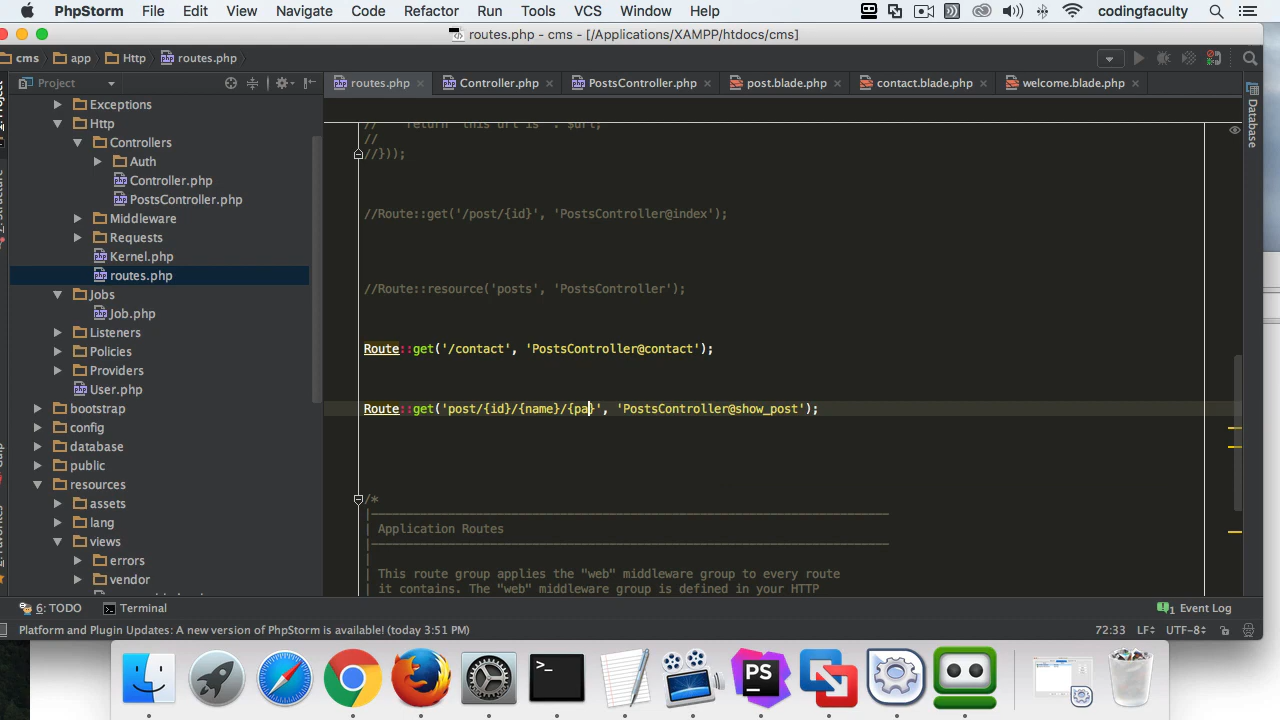 PhpStorm File Edit View Navigate Code Refactor Run Tools VCS Window Help codingfaculty
routes.php - cms - [/Applications/XAMPP/htdocs/cms]
cms app Http routes.php
Project
routes.php Controller.php PostsController.php post.blade.php contact.blade.php welcome.blade.php
Exceptions
Http
Controllers
Auth
Controller.php
PostsController.php
Middleware
Requests
Kernel.php
routes.php
Jobs
Job.php
Listeners
Policies
Providers
User.php
bootstrap
config
database
public
resources
assets
lang
views
errors
vendor
// return "this url is" . $url;
//
//}));
//Route::get('/post/{id}', 'PostsController@index');
//Route::resource('posts', 'PostsController');
Route::get('/contact', 'PostsController@contact');
Route::get('post/{id}/{name}/{pa}', 'PostsController@show_post');
/*
|
| Application Routes
|
|
| This route group applies the "web" middleware group to every route
| it contains. The "web" middleware group is defined in your HTTP
Database
6: TODO Terminal 1 Event Log
Platform and Plugin Updates: A new version of PhpStorm is available! (today 3:51 PM) 72:33 LF UTF-8
PS